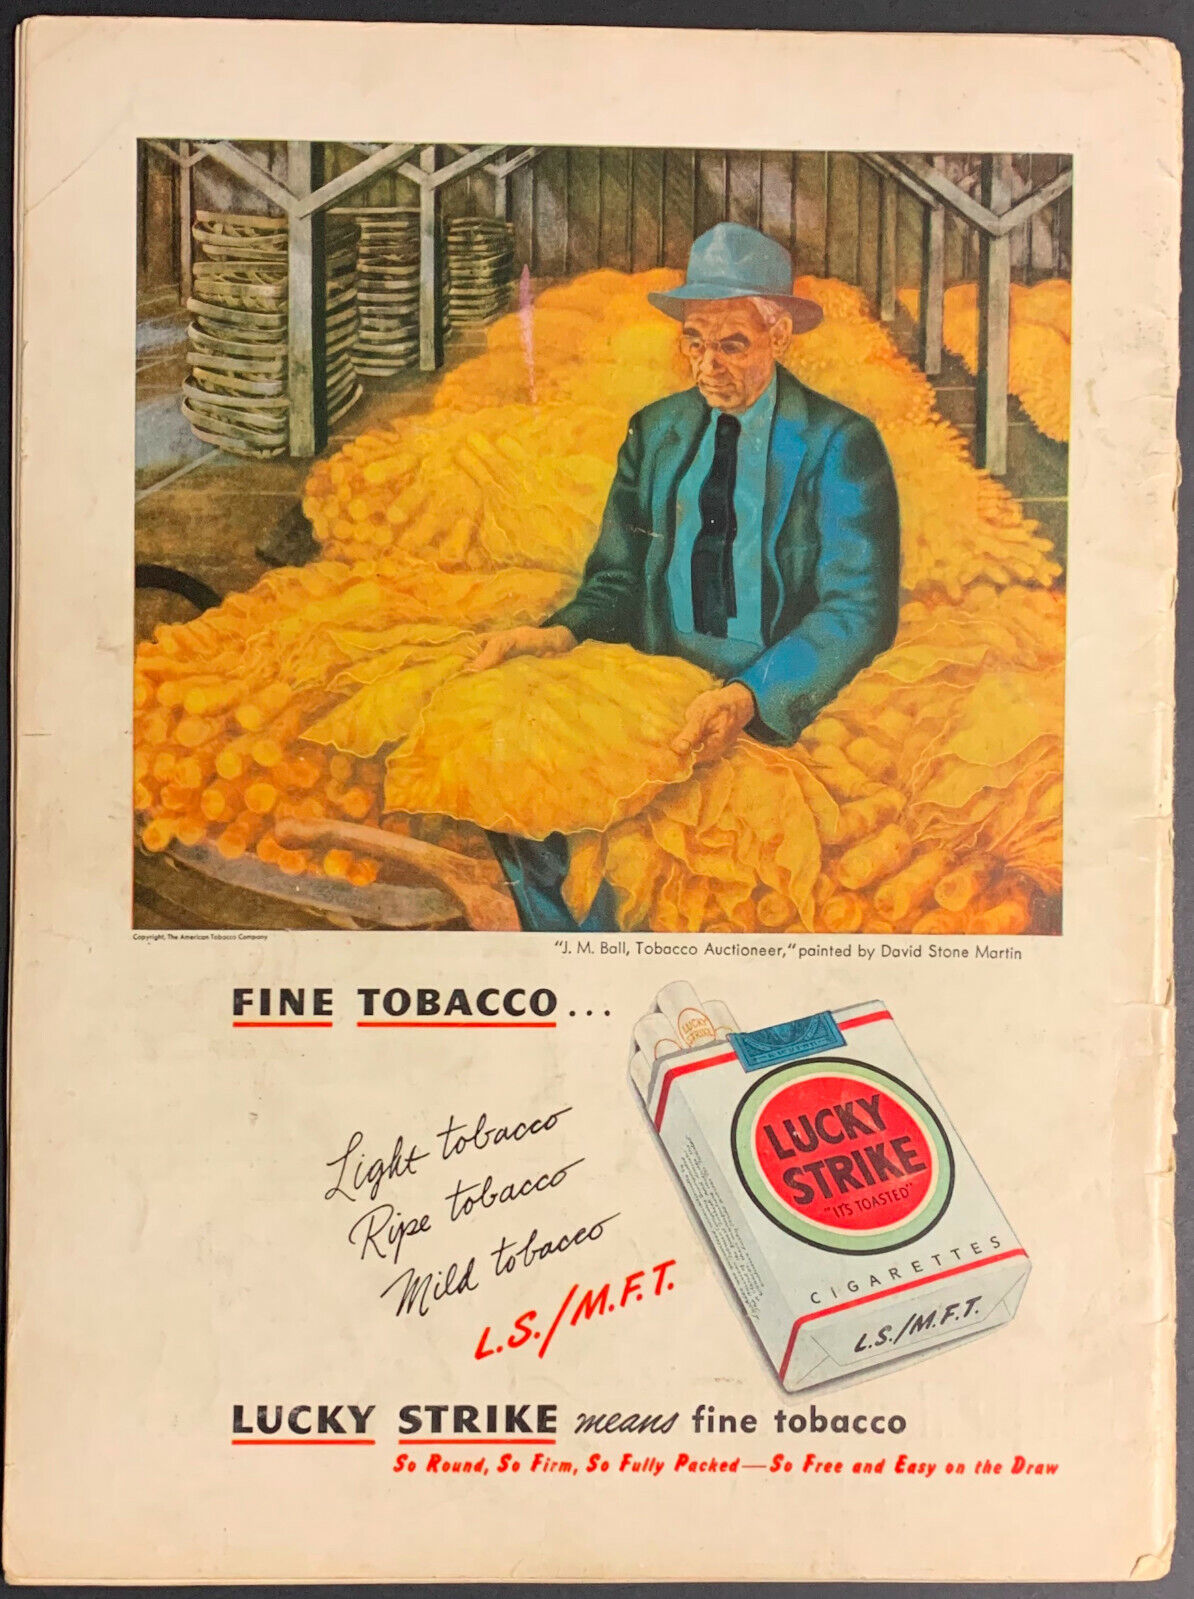 Copyright, The American Tobacco Company
"J. M. Ball, Tobacco Auctioneer," painted by David Stone Martin
FINE TOBACCO...
Light tobacco
Ripe tobacco
Mild tobacco
L.S./M.F.T.
LUCKY
STRIKE
LUCKY
STRIKE
"IT'S TOASTED"
CIGARETTES
L.S./M.F.T.
LUCKY STRIKE means fine tobacco
So Round, So Firm, So Fully Packed—So Free and Easy on the Draw